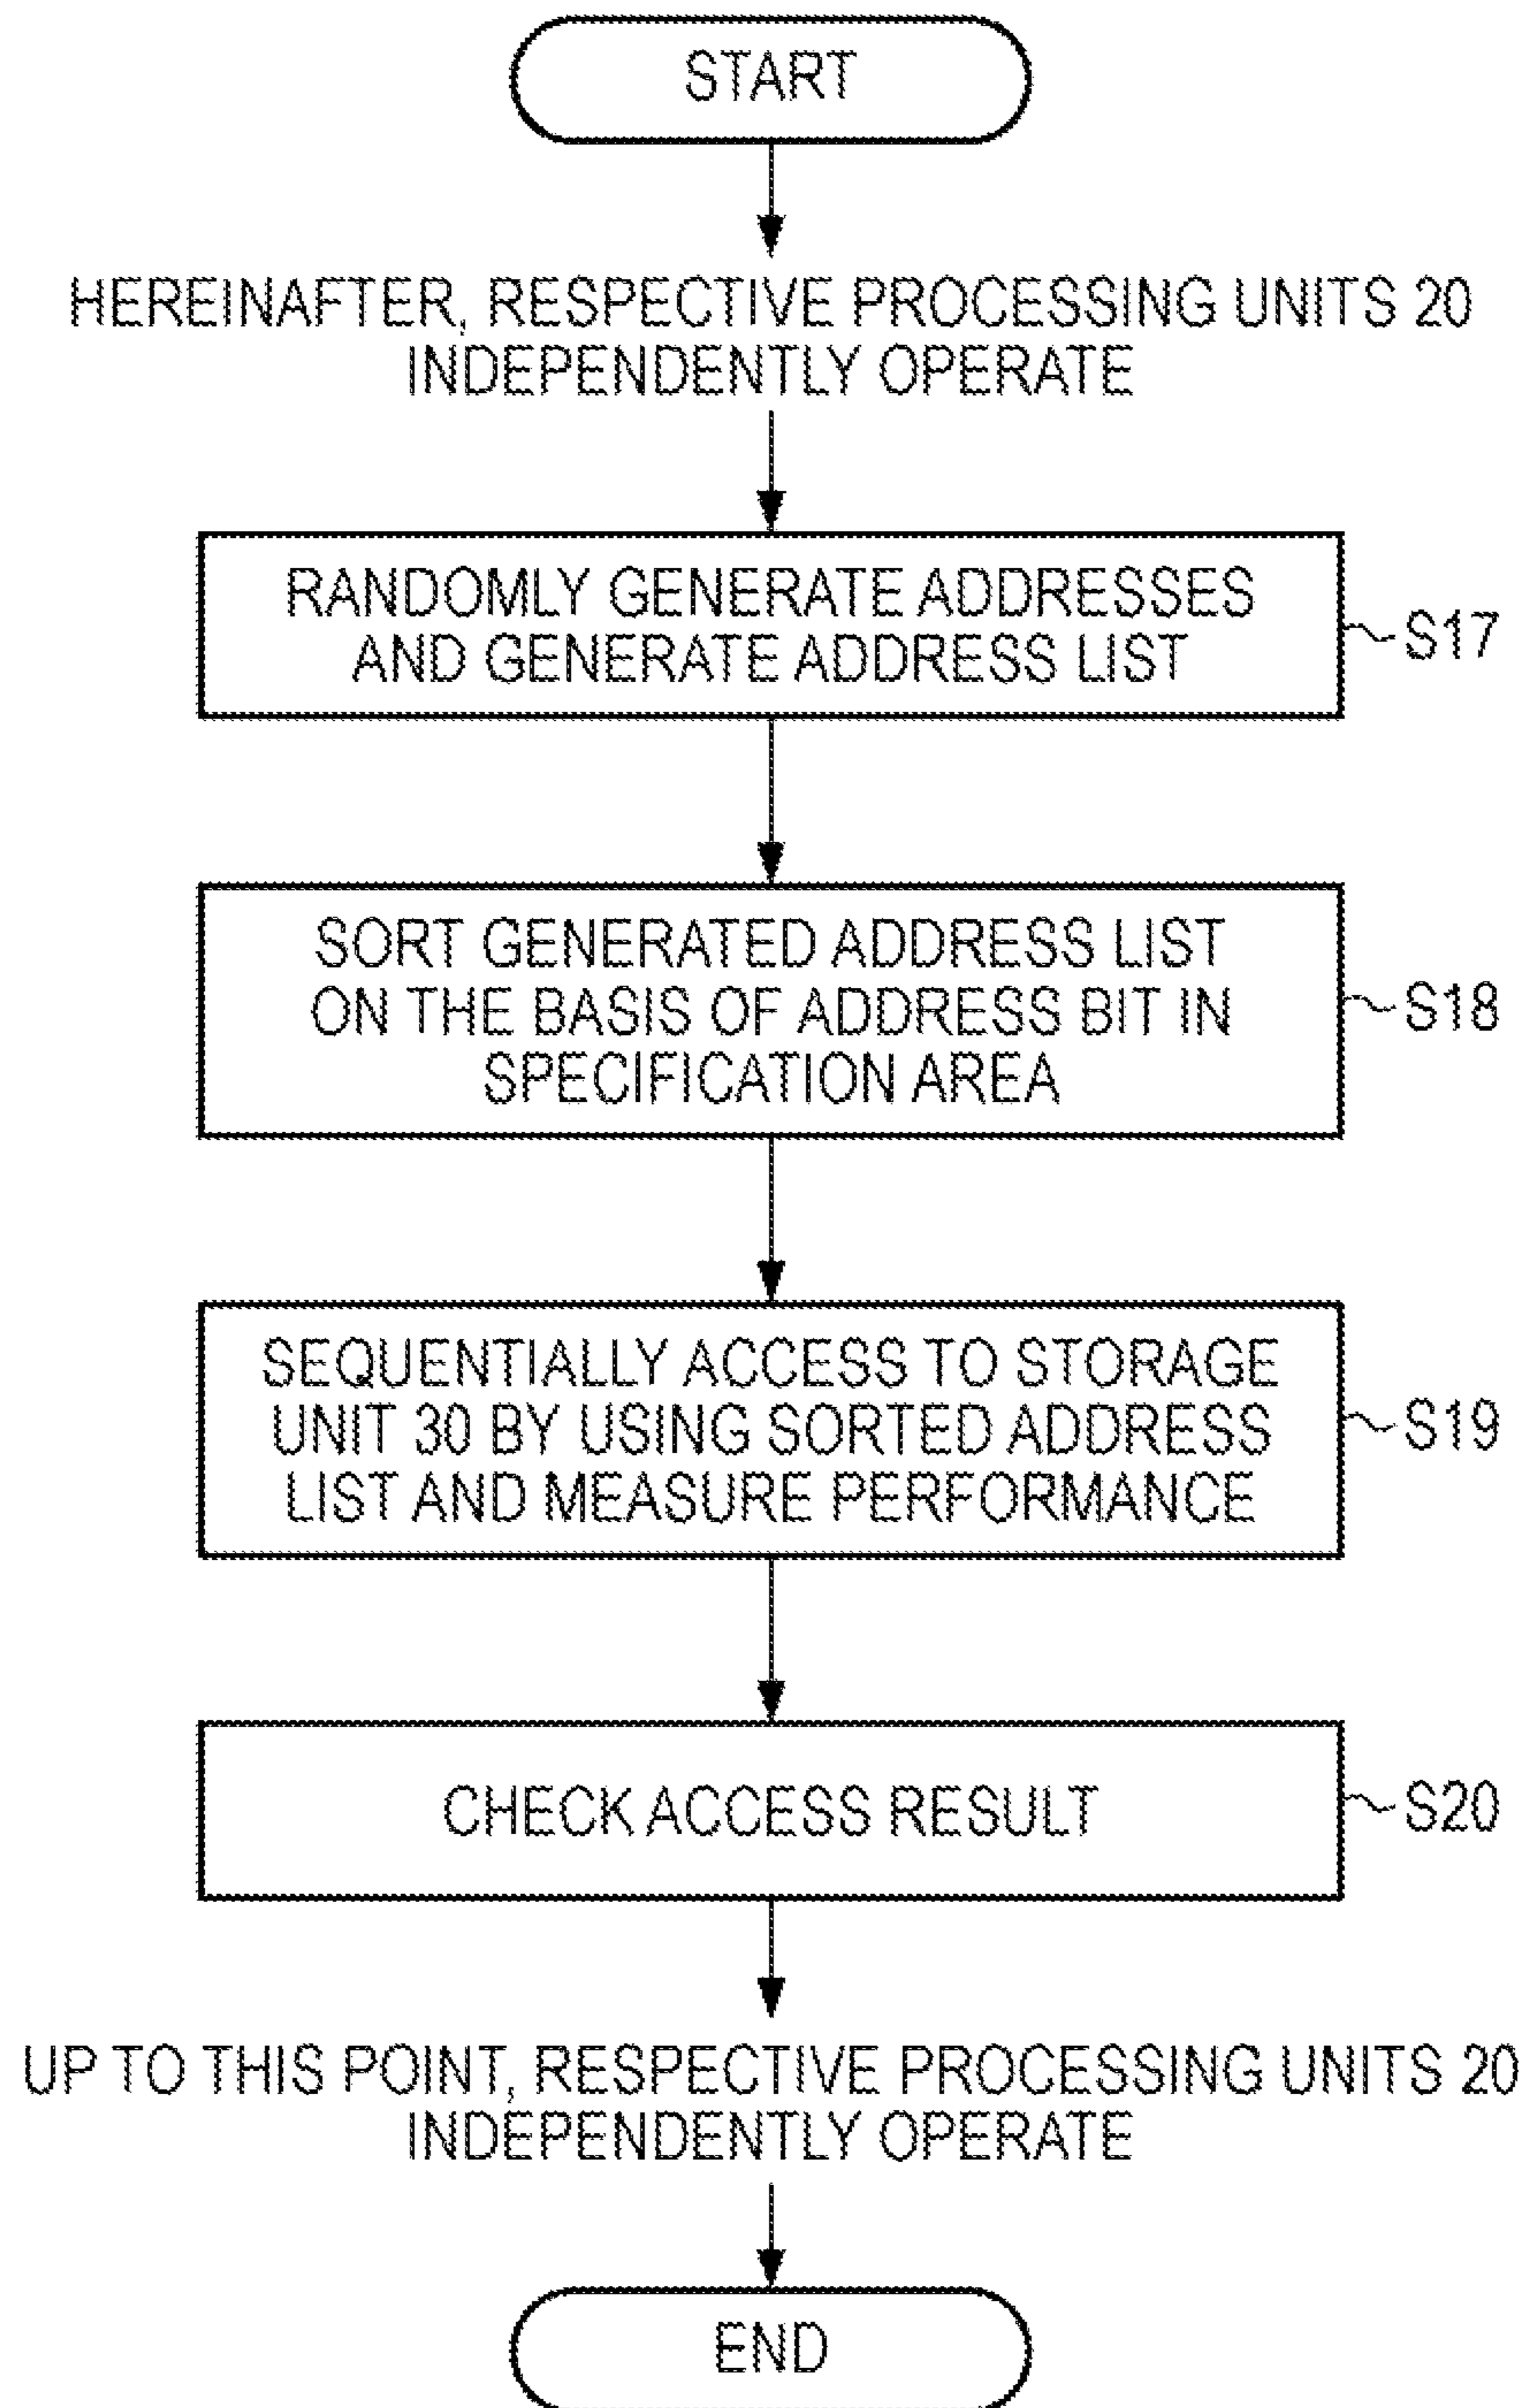 START
HEREINAFTER, RESPECTIVE PROCESSING UNITS 20
INDEPENDENTLY OPERATE
RANDOMLY GENERATE ADDRESSES
AND GENERATE ADDRESS LIST
S17
SORT GENERATED ADDRESS LIST
ON THE BASIS OF ADDRESS BIT IN
SPECIFICATION AREA
S18
SEQUENTIALLY ACCESS TO STORAGE
UNIT 30 BY USING SORTED ADDRESS
LIST AND MEASURE PERFORMANCE
S19
CHECK ACCESS RESULT
S20
UP TO THIS POINT, RESPECTIVE PROCESSING UNITS 20
INDEPENDENTLY OPERATE
END